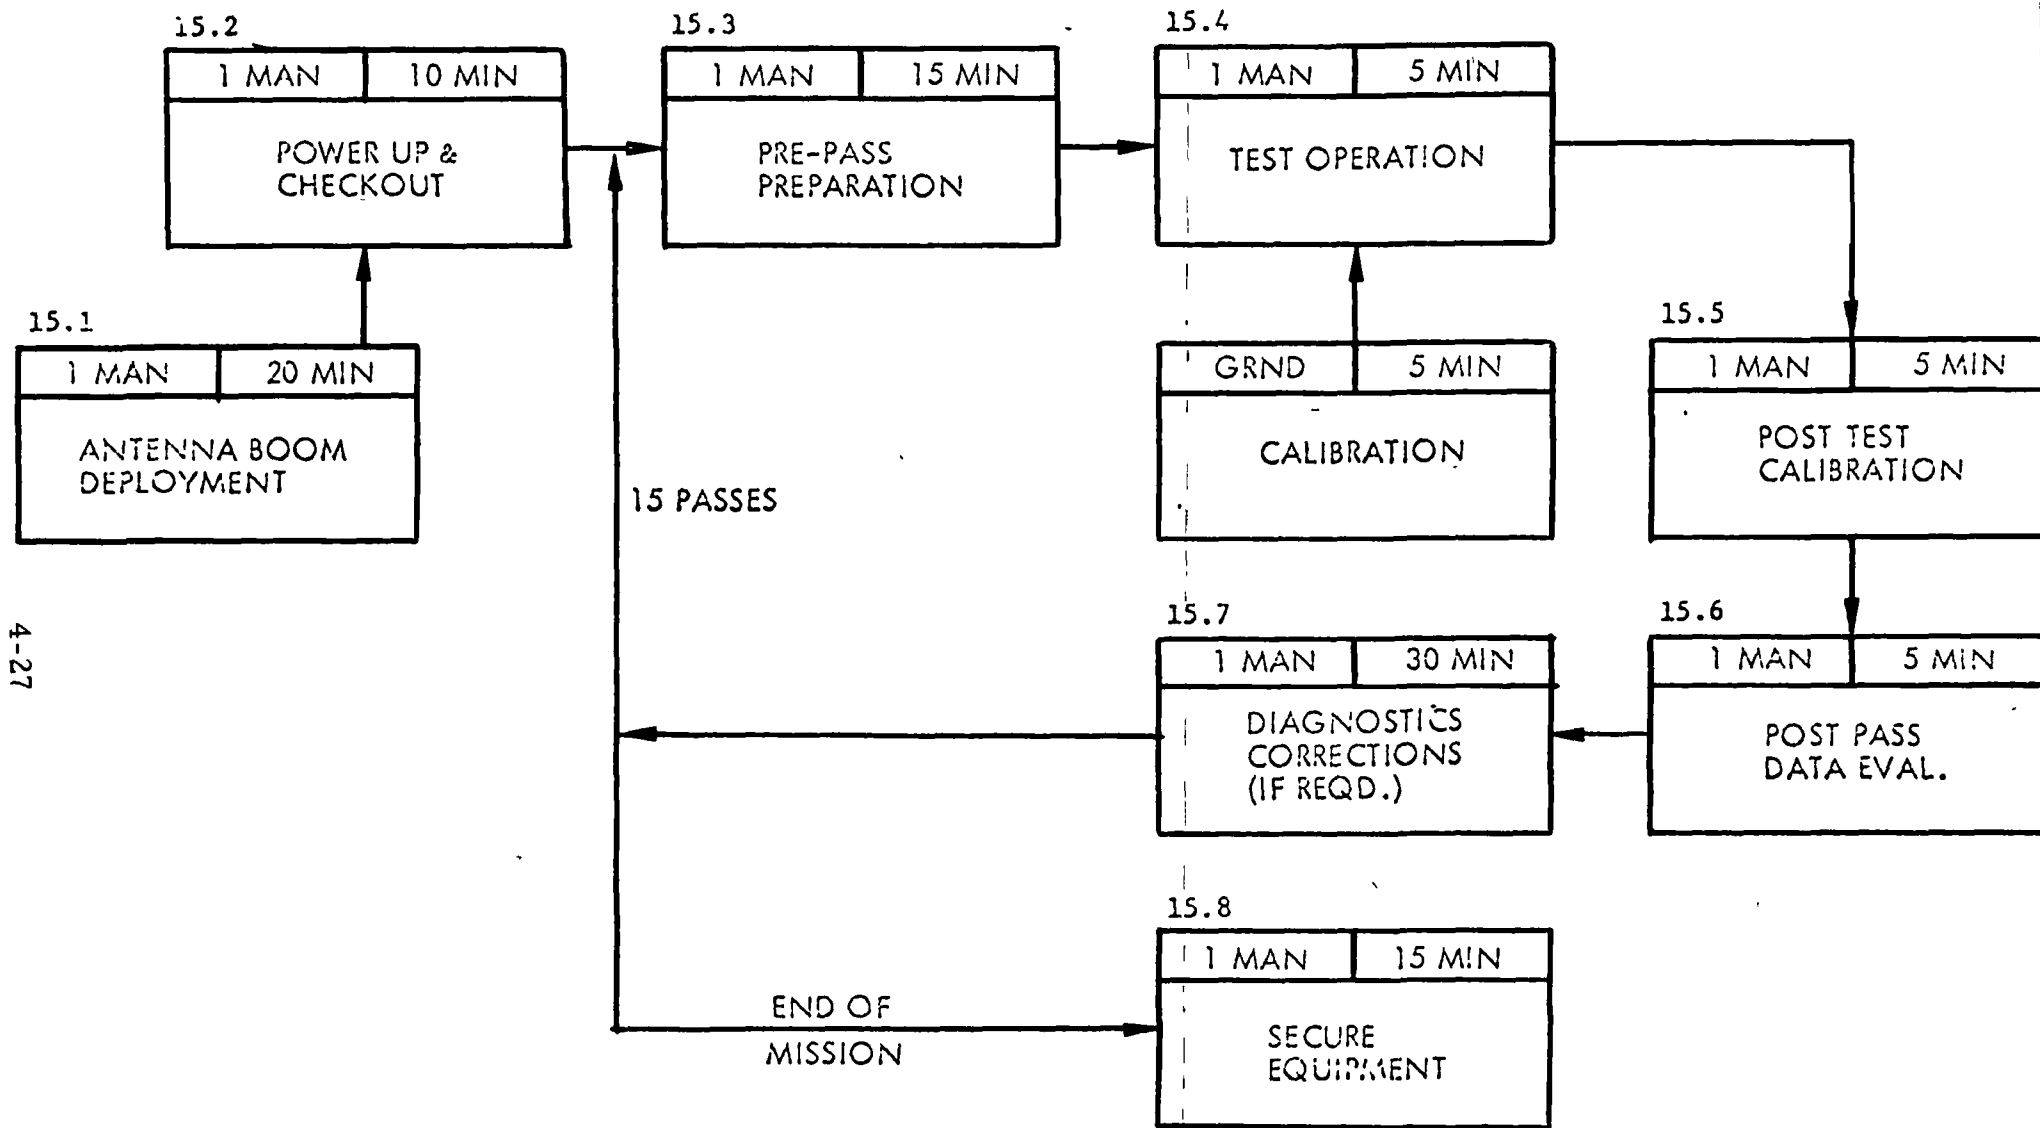 15.2
1 MAN 10 MIN
POWER UP &
CHECKOUT
15.3
1 MAN 15 MIN
PRE-PASS
PREPARATION
15.4
1 MAN 5 MIN
TEST OPERATION
15.1
1 MAN 20 MIN
ANTENNA BOOM
DEPLOYMENT
15 PASSES
GRND 5 MIN
CALIBRATION
15.5
1 MAN 5 MIN
POST TEST
CALIBRATION
15.6
1 MAN 5 MIN
POST PASS
DATA EVAL.
15.7
1 MAN 30 MIN
DIAGNOSTICS
CORRECTIONS
(IF REQD.)
15.8
1 MAN 15 MIN
SECURE
EQUIPMENT
END OF
MISSION
4-27